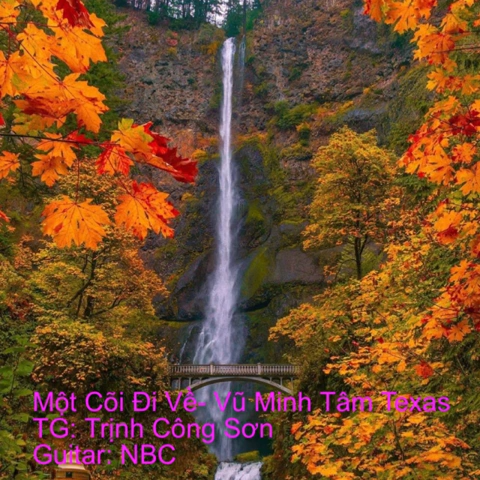 Một Cõi Đi Về- Vũ Minh Tâm Texas
TG: Trịnh Công Sơn
Guitar: NBC